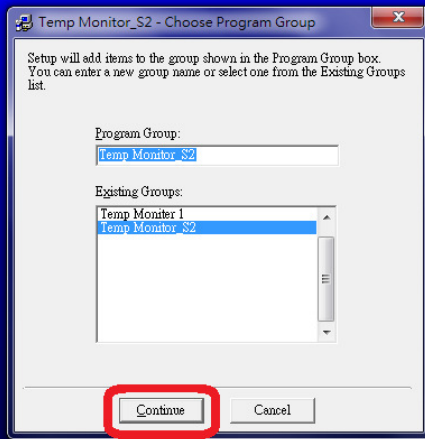 Temp Monitor_S2 - Choose Program Group
Setup will add items to the group shown in the Program Group box.
You can enter a new group name or select one from the Existing Groups
list.
Program Group:
Temp Monitor_S2
Existing Groups:
Temp Moniter 1
Temp Monitor_S2
Continue
Cancel